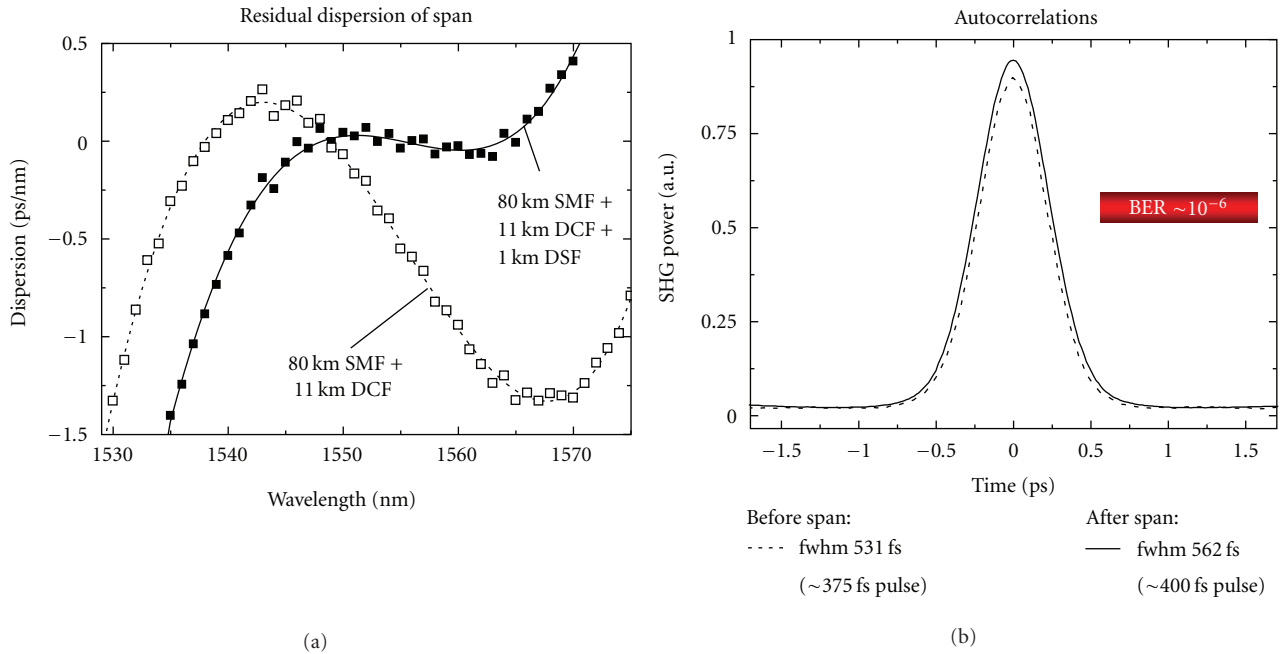 Residual dispersion of span
0.5
0
−0.5
−1
−1.5
Dispersion (ps/nm)
1530
1540
1550
1560
1570
Wavelength (nm)
80 km SMF +
11 km DCF +
1 km DSF
80 km SMF +
11 km DCF
(a)
Autocorrelations
1
0.75
0.5
0.25
0
SHG power (a.u.)
BER ∼10⁻⁶
−1.5
−1
−0.5
0
0.5
1
1.5
Time (ps)
Before span:
fwhm 531 fs
(∼375 fs pulse)
After span:
fwhm 562 fs
(∼400 fs pulse)
(b)